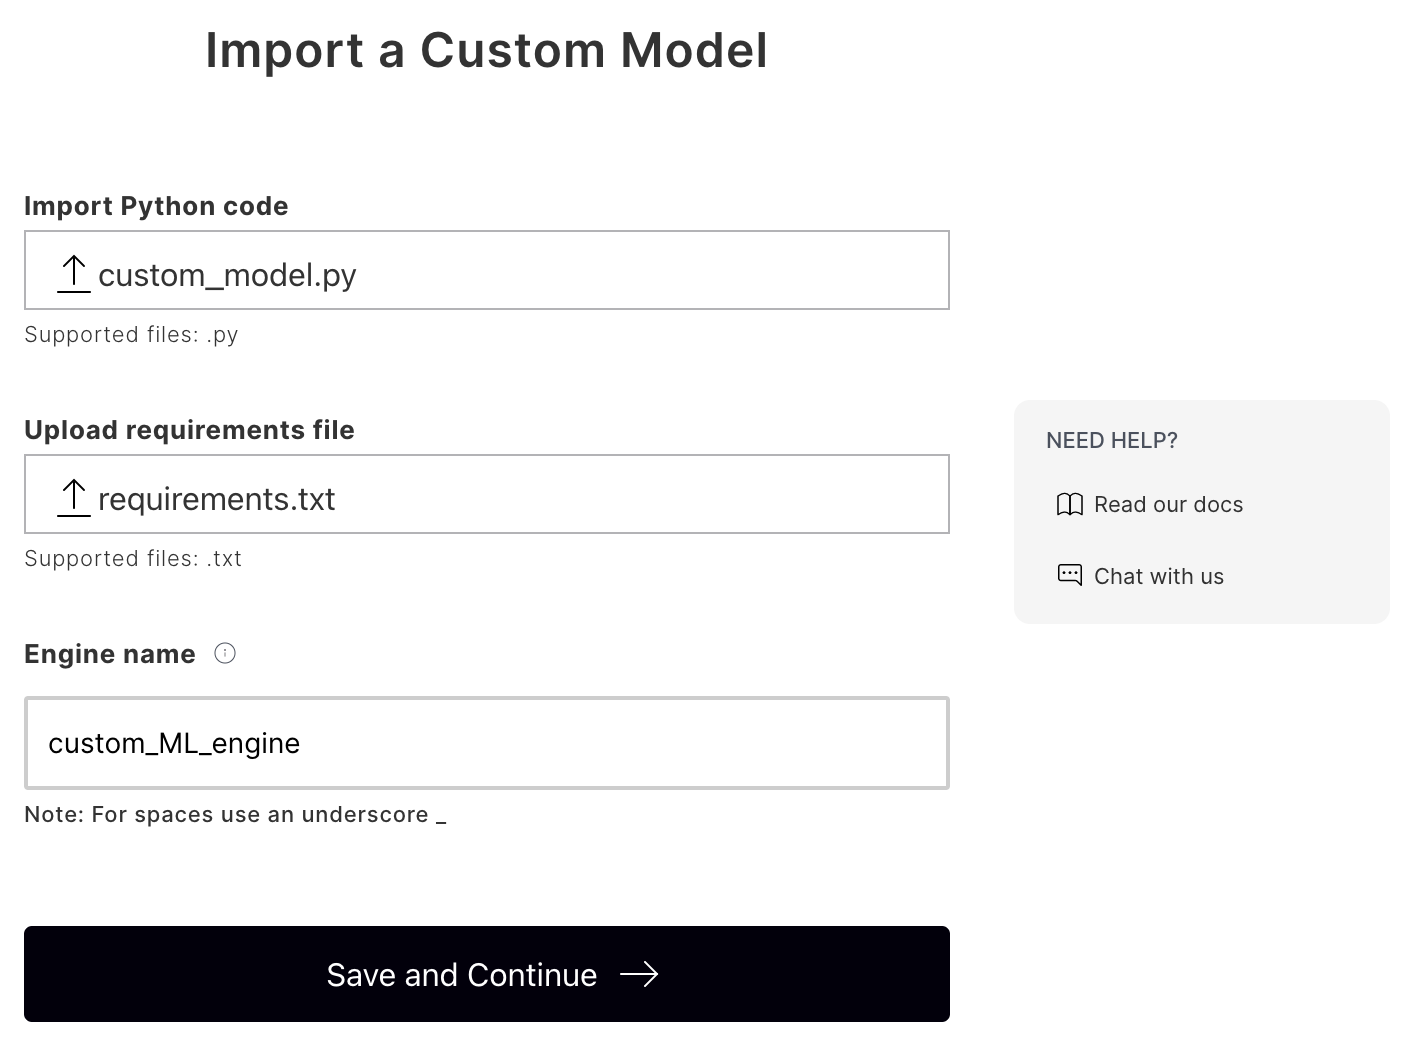 Import a Custom Model
Import Python code
custom_model.py
Supported files: .py
Upload requirements file
requirements.txt
Supported files: .txt
Engine name
custom_ML_engine
Note: For spaces use an underscore _
Save and Continue
NEED HELP?
Read our docs
Chat with us